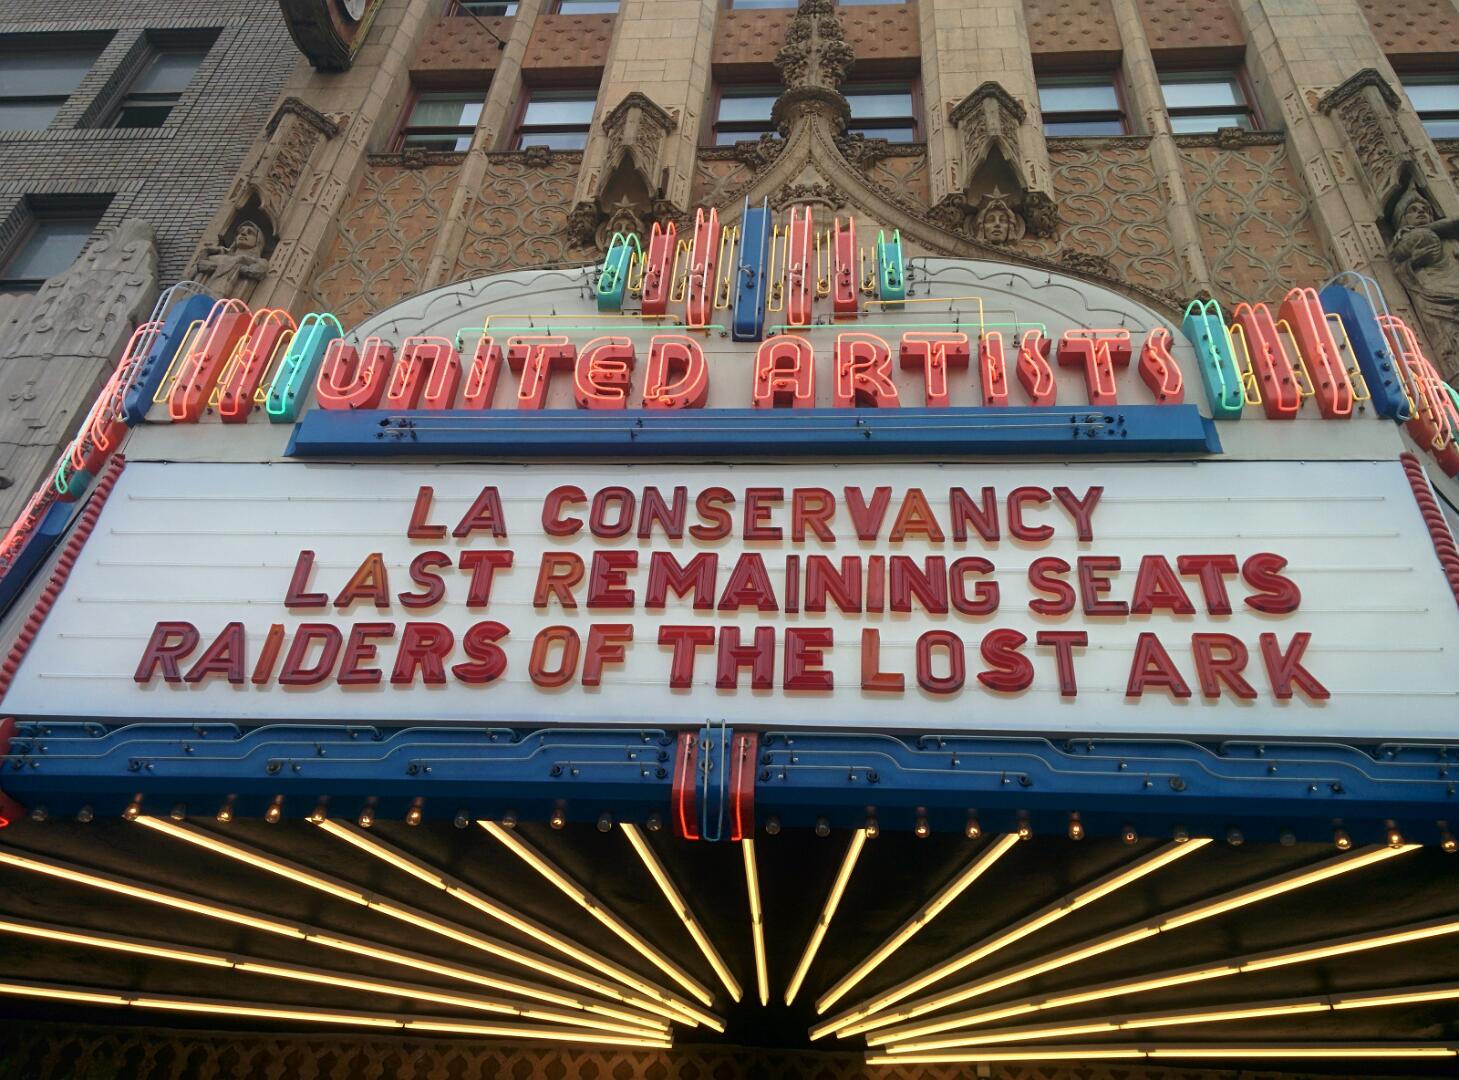 UNITED ARTISTS
LA CONSERVANCY
LAST REMAINING SEATS
RAIDERS OF THE LOST ARK